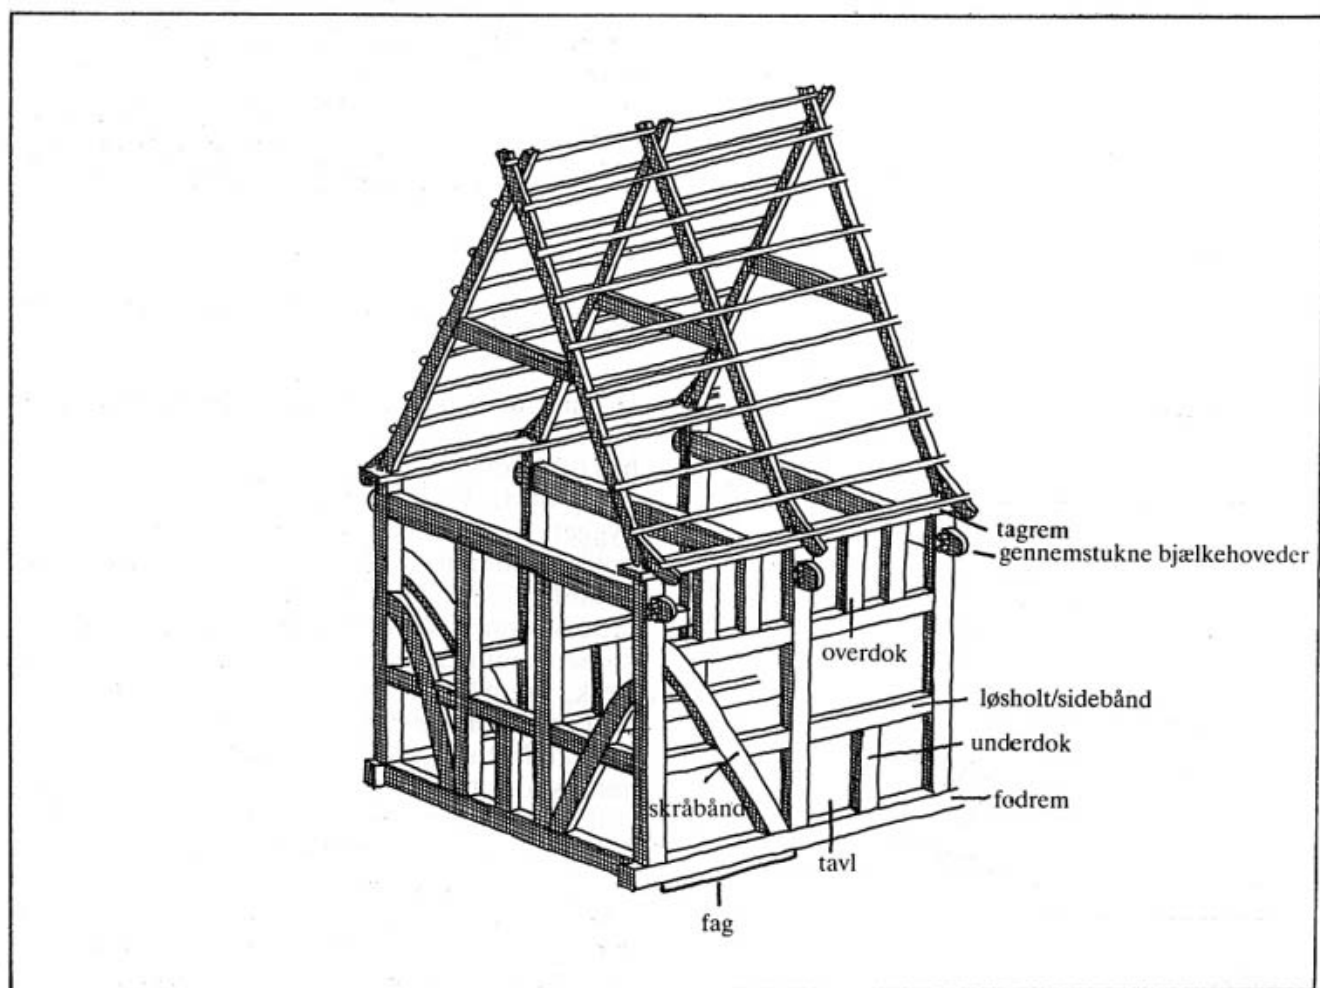 tagrem
gennemstukne bjælkehoveder
overdok
løsholt/sidebånd
underdok
fodrem
skråbånd
tavl
fag